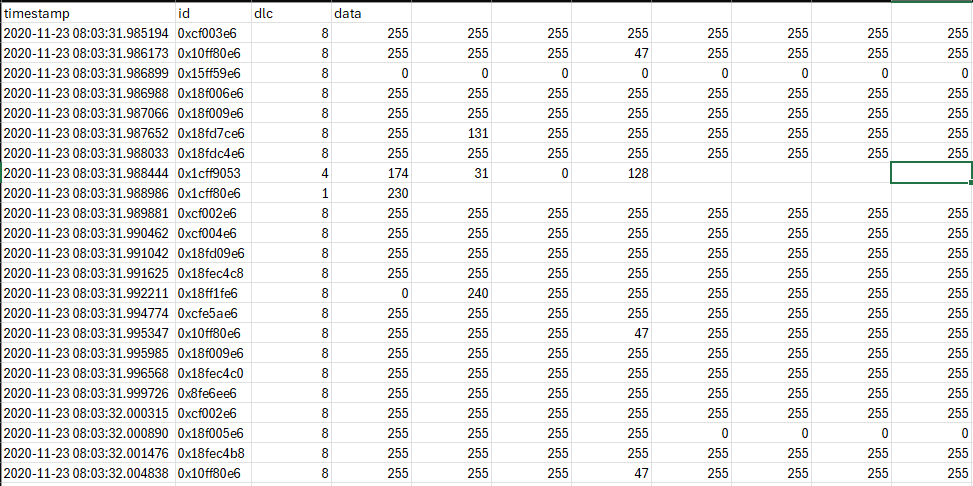 timestamp id dlc data
2020-11-23 08:03:31.985194 0xcf003e6 8 255 255 255 255 255 255 255 255
2020-11-23 08:03:31.986173 0x10ff80e6 8 255 255 255 47 255 255 255 255
2020-11-23 08:03:31.986899 0x15ff59e6 8 0 0 0 0 0 0 0 0
2020-11-23 08:03:31.986988 0x18f006e6 8 255 255 255 255 255 255 255 255
2020-11-23 08:03:31.987066 0x18f009e6 8 255 255 255 255 255 255 255 255
2020-11-23 08:03:31.987652 0x18fd7ce6 8 255 131 255 255 255 255 255 255
2020-11-23 08:03:31.988033 0x18fdc4e6 8 255 255 255 255 255 255 255 255
2020-11-23 08:03:31.988444 0x1cff9053 4 174 31 0 128
2020-11-23 08:03:31.988986 0x1cff80e6 1 230
2020-11-23 08:03:31.989881 0xcf002e6 8 255 255 255 255 255 255 255 255
2020-11-23 08:03:31.990462 0xcf004e6 8 255 255 255 255 255 255 255 255
2020-11-23 08:03:31.991042 0x18fd09e6 8 255 255 255 255 255 255 255 255
2020-11-23 08:03:31.991625 0x18fec4c8 8 255 255 255 255 255 255 255 255
2020-11-23 08:03:31.992211 0x18ff1fe6 8 0 240 255 255 255 255 255 255
2020-11-23 08:03:31.994774 0xcfe5ae6 8 255 255 255 255 255 255 255 255
2020-11-23 08:03:31.995347 0x10ff80e6 8 255 255 255 47 255 255 255 255
2020-11-23 08:03:31.995985 0x18f009e6 8 255 255 255 255 255 255 255 255
2020-11-23 08:03:31.996568 0x18fec4c0 8 255 255 255 255 255 255 255 255
2020-11-23 08:03:31.999726 0x8fe6ee6 8 255 255 255 255 255 255 255 255
2020-11-23 08:03:32.000315 0xcf002e6 8 255 255 255 255 255 255 255 255
2020-11-23 08:03:32.000890 0x18f005e6 8 255 255 255 255 0 0 0 0
2020-11-23 08:03:32.001476 0x18fec4b8 8 255 255 255 255 255 255 255 255
2020-11-23 08:03:32.004838 0x10ff80e6 8 255 255 255 47 255 255 255 255